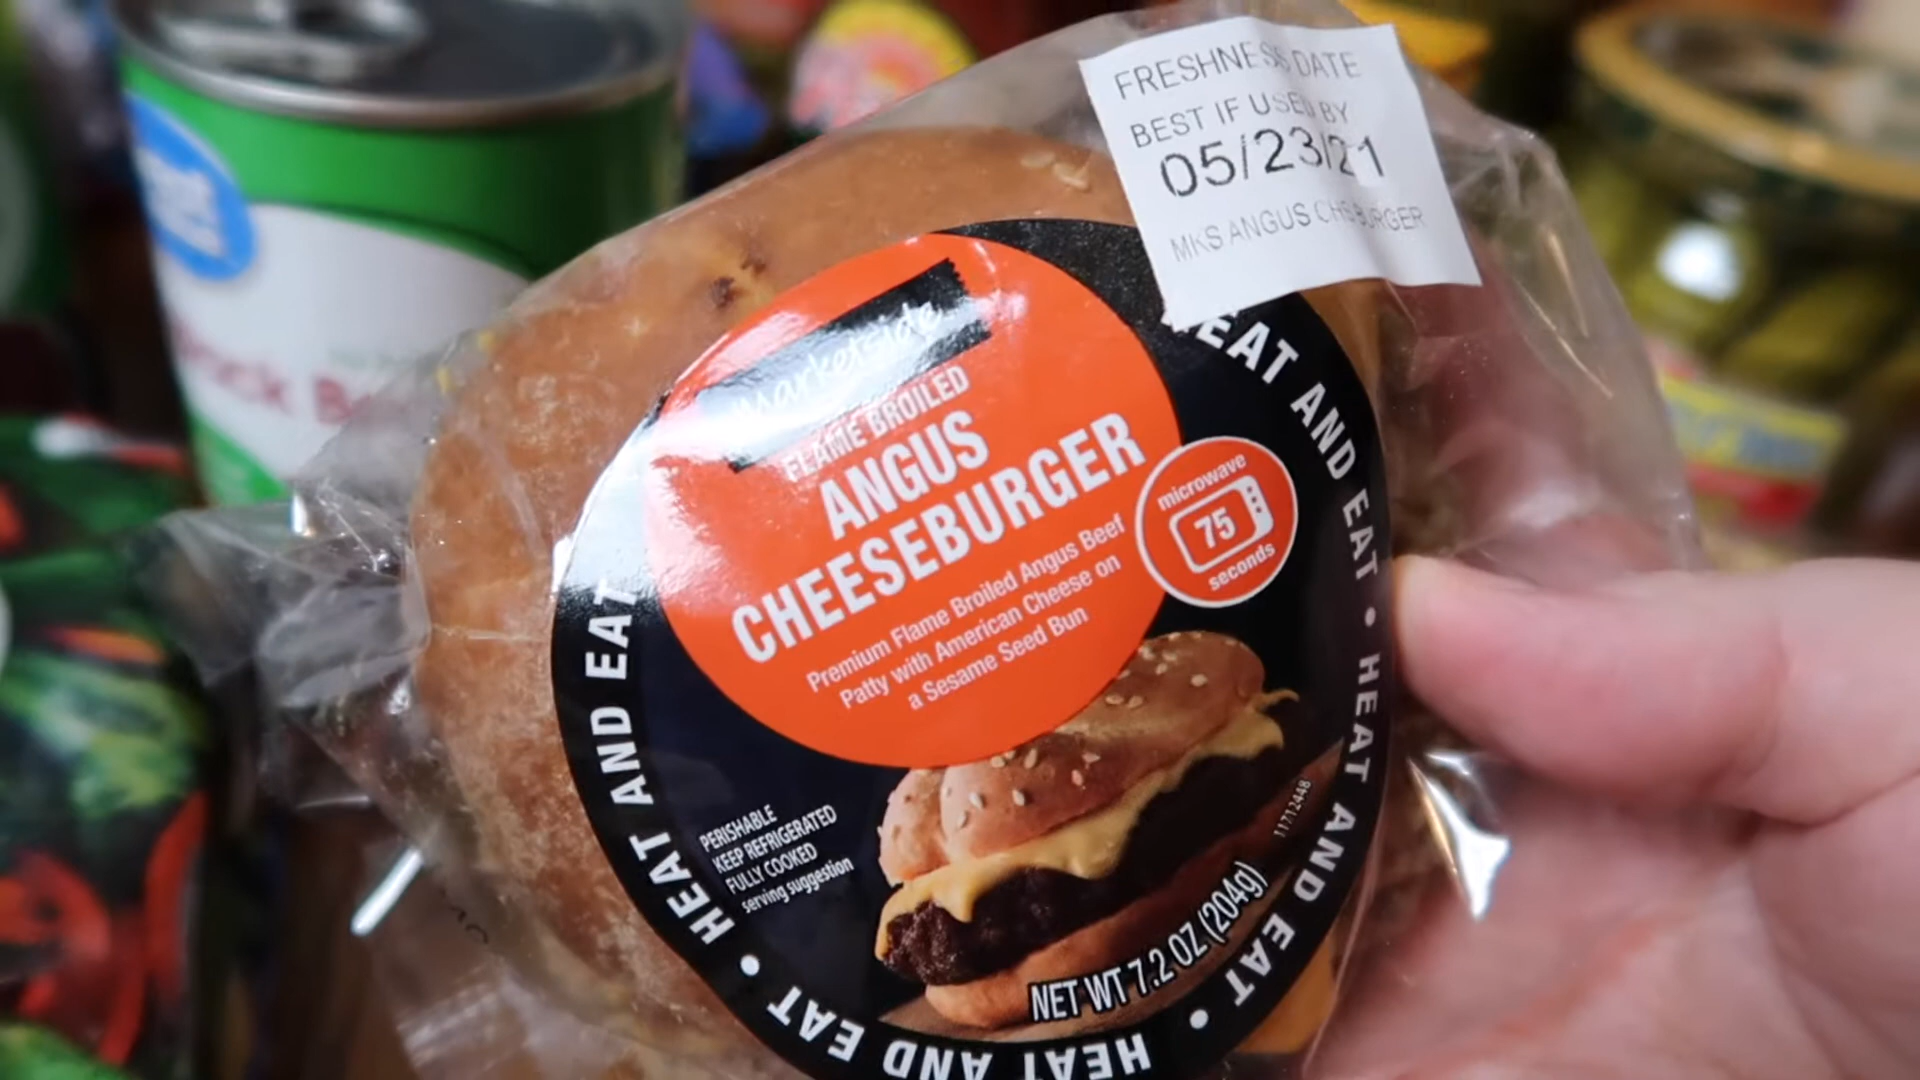 FRESHNESS DATE
BEST IF USED BY
05/23/21
MKS ANGUS CHSBURGER
marketside
FLAME BROILED
ANGUS
CHEESEBURGER
Premium Flame Broiled Angus Beef
Patty with American Cheese on
a Sesame Seed Bun
microwave
75
seconds
HEAT AND EAT • HEAT AND EAT • HEAT AND EAT • HEAT AND EAT •
EAT AND EAT
PERISHABLE
KEEP REFRIGERATED
FULLY COOKED
serving suggestion
NET WT 7.2 OZ (204g)
11712448